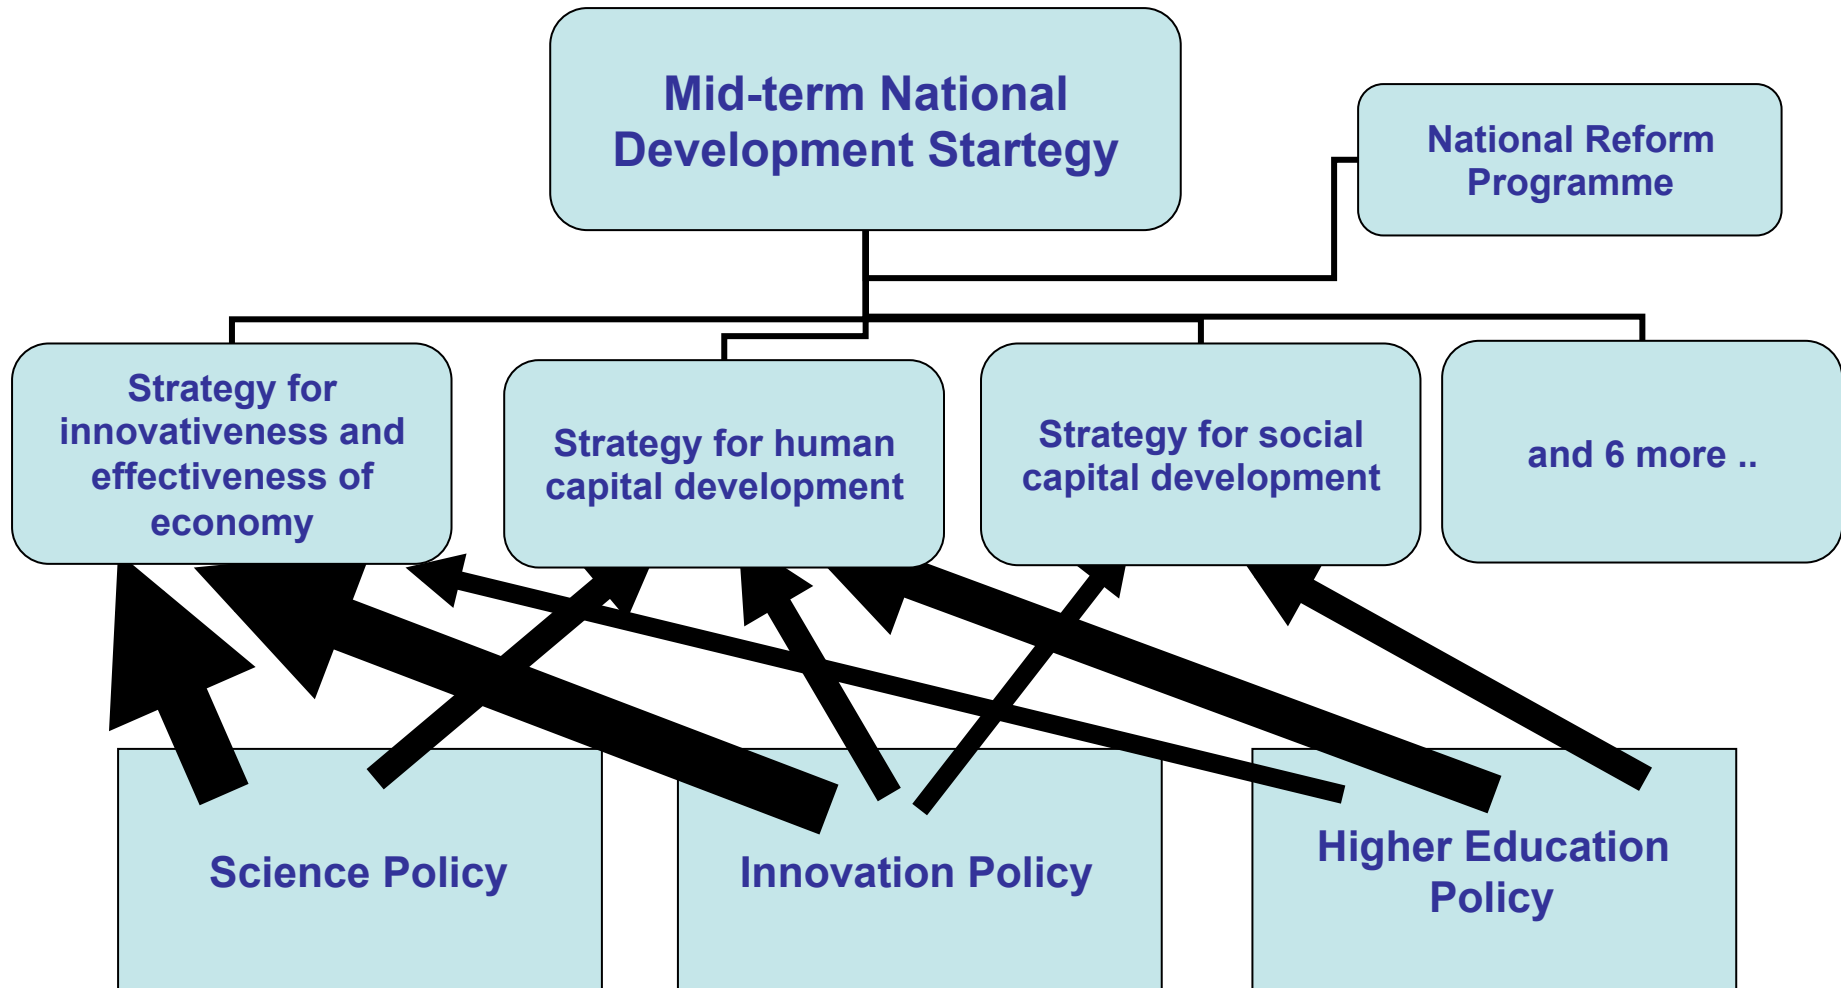 Mid-term National
Development Startegy
National Reform
Programme
Strategy for
innovativeness and
effectiveness of
economy
Strategy for human
capital development
Strategy for social
capital development
and 6 more ..
Science Policy
Innovation Policy
Higher Education
Policy